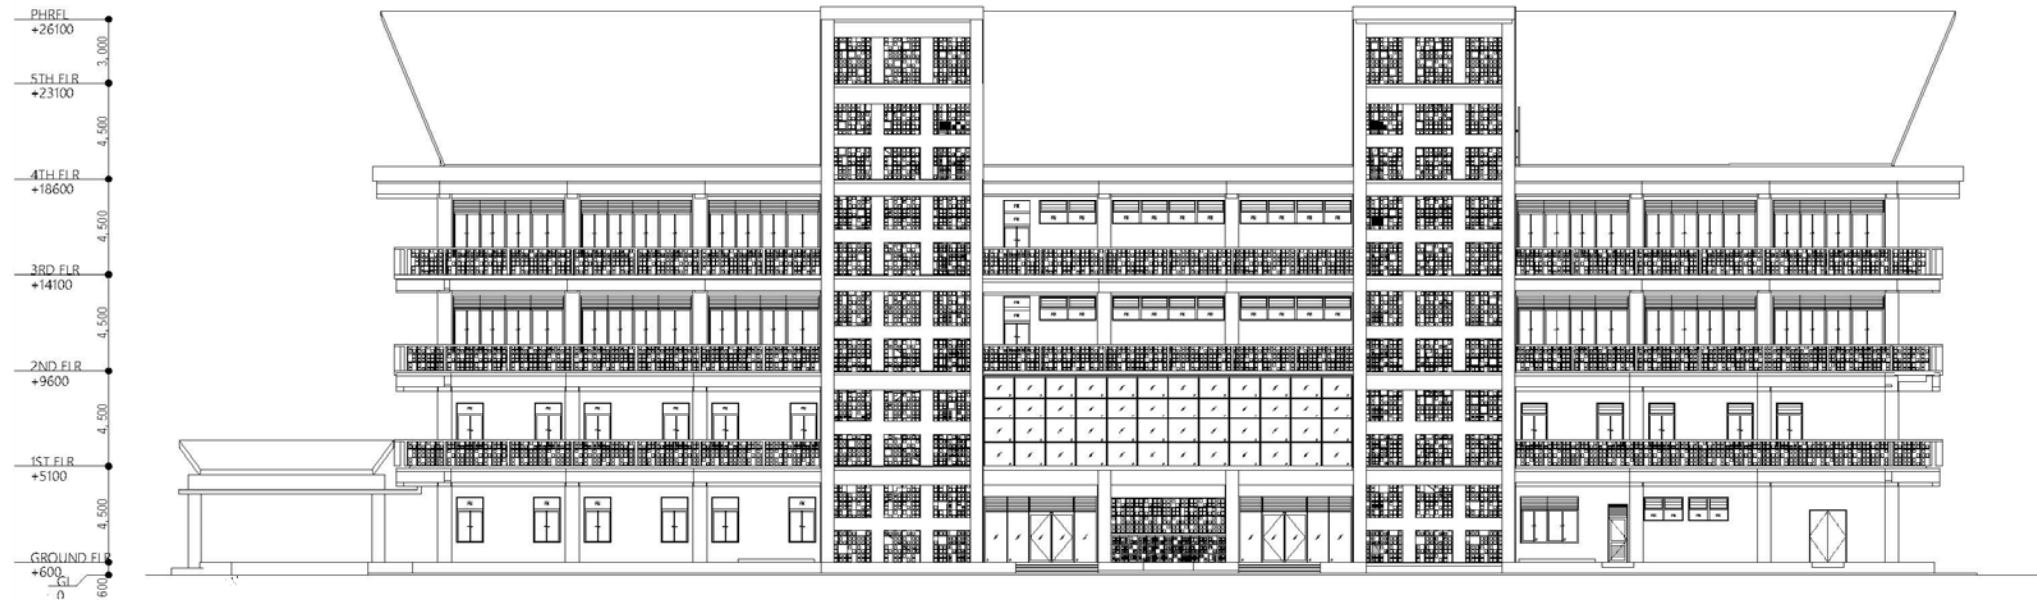 PHRFL
+26100
3,000
5TH FLR
+23100
4,500
4TH FLR
+18600
4,500
3RD FLR
+14100
4,500
2ND FLR
+9600
4,500
1ST FLR
+5100
4,500
GROUND FLR
+600
GL
0
600